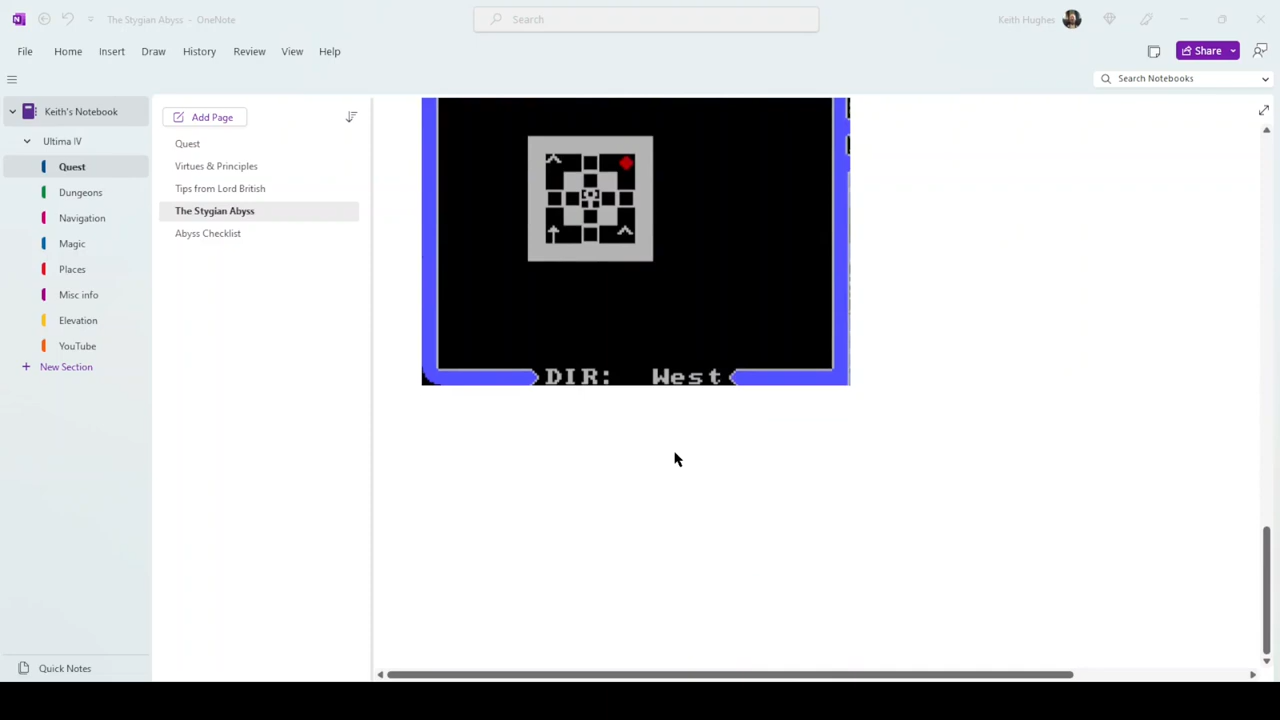 The Stygian Abyss - OneNote
Search
Keith Hughes
File Home Insert Draw History Review View Help
Share
Search Notebooks
Keith's Notebook
Ultima IV
Quest
Dungeons
Navigation
Magic
Places
Misc info
Elevation
YouTube
New Section
Quick Notes
Add Page
Quest
Virtues & Principles
Tips from Lord British
The Stygian Abyss
Abyss Checklist
DIR: West